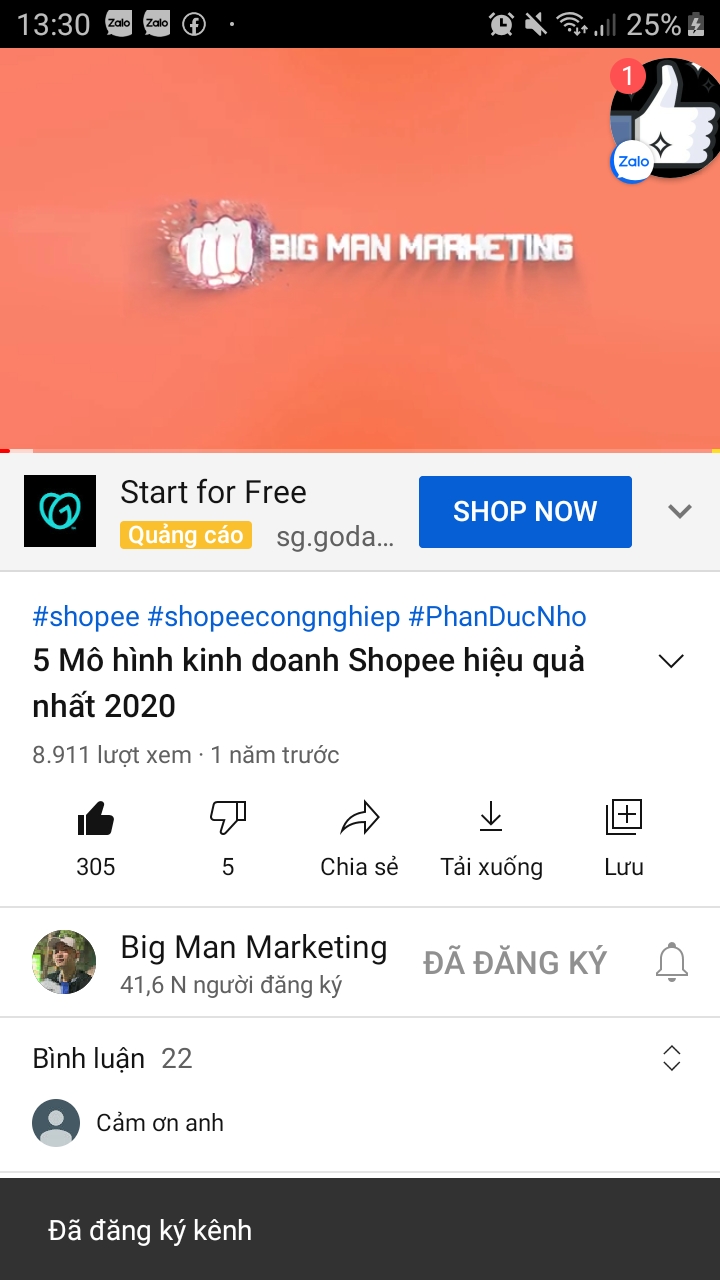 13:30 Zalo Zalo 25%
1
Zalo
BIG MAN MARKETING
Start for Free
Quảng cáo sg.goda...
SHOP NOW
#shopee #shopeecongnghiep #PhanDucNho
5 Mô hình kinh doanh Shopee hiệu quả
nhất 2020
8.911 lượt xem · 1 năm trước
305 5 Chia sẻ Tải xuống Lưu
Big Man Marketing
41,6 N người đăng ký
ĐÃ ĐĂNG KÝ
Bình luận 22
Cảm ơn anh
Đã đăng ký kênh